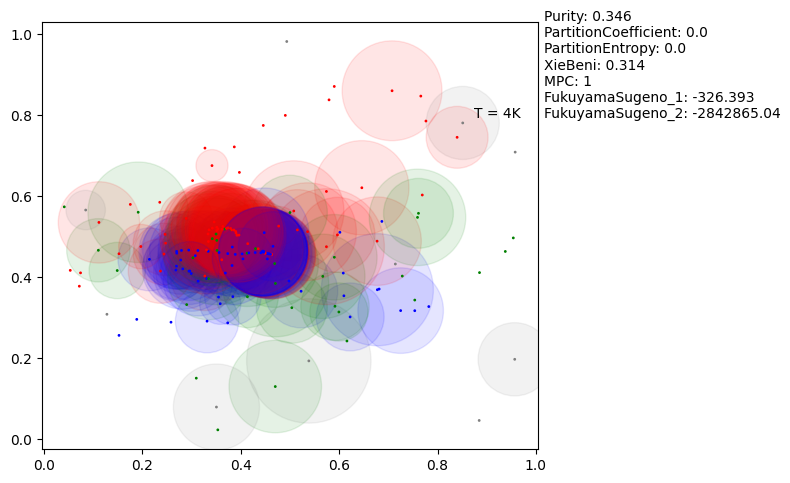 Purity: 0.346
PartitionCoefficient: 0.0
PartitionEntropy: 0.0
XieBeni: 0.314
MPC: 1
FukuyamaSugeno_1: -326.393
FukuyamaSugeno_2: -2842865.04
T = 4K
1.0
0.8
0.6
0.4
0.2
0.0
0.0 0.2 0.4 0.6 0.8 1.0